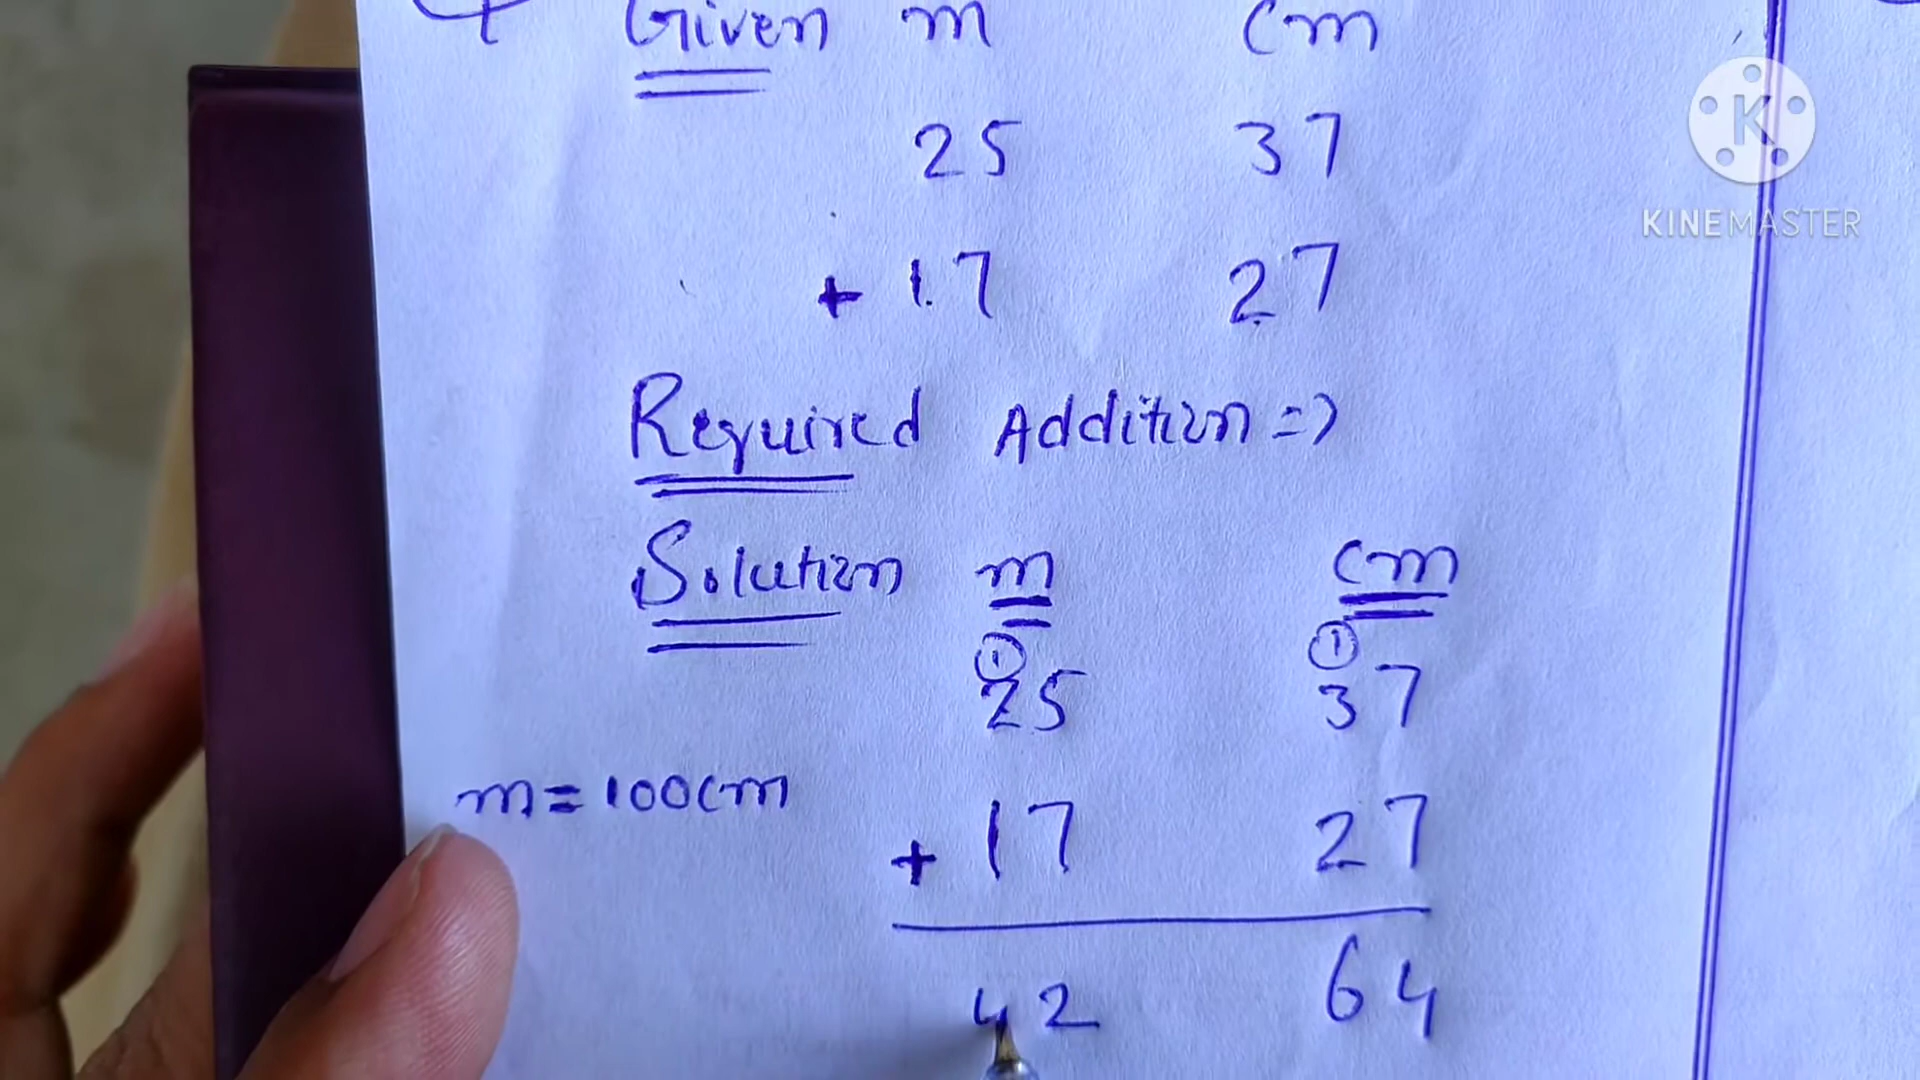 Given m cm
25 37
+ 17 27
Required Addition =>
Solution m cm
1 1
25 37
m = 100cm
+ 17 27
42 64
K
KINEMASTER